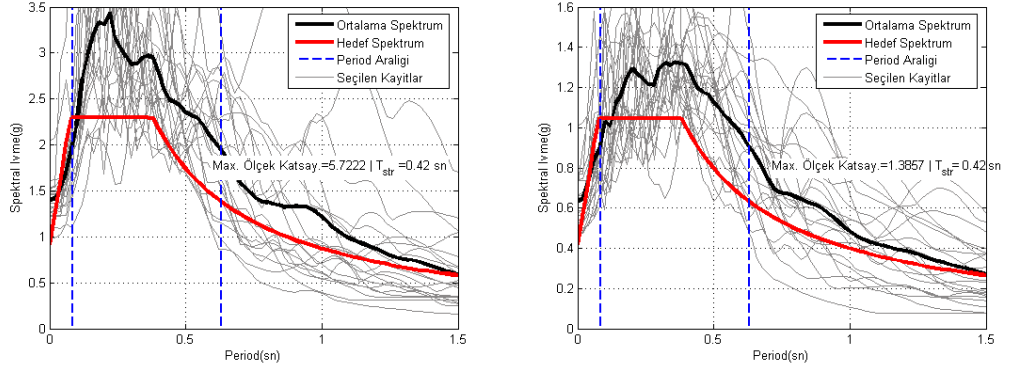 3.5
3
2.5
2
1.5
1
0.5
0
Spektral Ivme(g)
Ortalama Spektrum
Hedef Spektrum
Period Araligi
Seçilen Kayitlar
Max. Ölçek Katsay.=5.7222 | Tstr =0.42 sn
0 0.5 1 1.5
Period(sn)
1.6
1.4
1.2
1
0.8
0.6
0.4
0.2
0
Spektral Ivme(g)
Ortalama Spektrum
Hedef Spektrum
Period Araligi
Seçilen Kayitlar
Max. Ölçek Katsay.=1.3857 | Tstr= 0.42 sn
0 0.5 1 1.5
Period(sn)